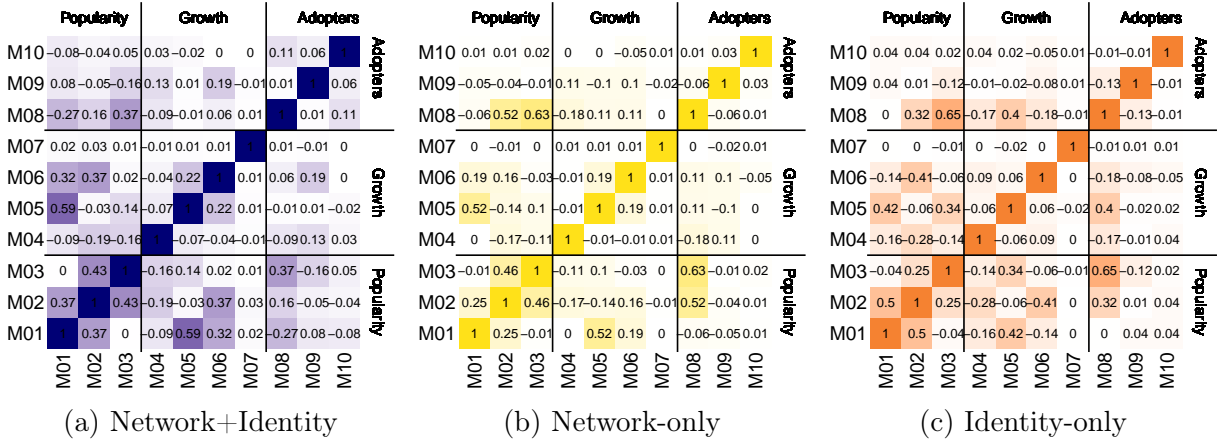 Popularity Growth Adopters
M10 −0.08 −0.04 0.05 0.03 −0.02 0 0 0.11 0.06 1
M09 0.08 −0.05 −0.16 0.13 0.01 0.19 −0.01 0.01 1 0.06
M08 −0.27 0.16 0.37 −0.09 −0.01 0.06 0.01 1 0.01 0.11
Adopters
M07 0.02 0.03 0.01 −0.01 0.01 0.01 1 0.01 −0.01 0
M06 0.32 0.37 0.02 −0.04 0.22 1 0.01 0.06 0.19 0
M05 0.59 −0.03 0.14 −0.07 1 0.22 0.01 −0.01 0.01 −0.02
M04 −0.09 −0.19 −0.16 1 −0.07 −0.04 −0.01 −0.09 0.13 0.03
Growth
M03 0 0.43 1 −0.16 0.14 0.02 0.01 0.37 −0.16 0.05
M02 0.37 1 0.43 −0.19 −0.03 0.37 0.03 0.16 −0.05 −0.04
M01 1 0.37 0 −0.09 0.59 0.32 0.02 −0.27 0.08 −0.08
Popularity
M01 M02 M03 M04 M05 M06 M07 M08 M09 M10
(a) Network+Identity
Popularity Growth Adopters
M10 0.01 0.01 0.02 0 0 −0.05 0.01 0.01 0.03 1
M09 −0.05 −0.04 −0.01 0.11 −0.1 0.1 −0.02 −0.06 1 0.03
M08 −0.06 0.52 0.63 −0.18 0.11 0.11 0 1 −0.06 0.01
Adopters
M07 0 −0.01 0 0.01 0.01 0.01 1 0 −0.02 0.01
M06 0.19 0.16 −0.03 −0.01 0.19 1 0.01 0.11 0.1 −0.05
M05 0.52 −0.14 0.1 −0.01 1 0.19 0.01 0.11 −0.1 0
M04 0 −0.17 −0.11 1 −0.01 −0.01 0.01 −0.18 0.11 0
Growth
M03 −0.01 0.46 1 −0.11 0.1 −0.03 0 0.63 −0.01 0.02
M02 0.25 1 0.46 −0.17 −0.14 0.16 −0.01 0.52 −0.04 0.01
M01 1 0.25 −0.01 0 0.52 0.19 0 −0.06 −0.05 0.01
Popularity
M01 M02 M03 M04 M05 M06 M07 M08 M09 M10
(b) Network-only
Popularity Growth Adopters
M10 0.04 0.04 0.02 0.04 0.02 −0.05 0.01 −0.01 −0.01 1
M09 0.04 0.01 −0.12 −0.01 −0.02 −0.08 0.01 −0.13 1 −0.01
M08 0 0.32 0.65 −0.17 0.4 −0.18 −0.01 1 −0.13 −0.01
Adopters
M07 0 0 −0.01 0 −0.02 0 1 −0.01 0.01 0.01
M06 −0.14 −0.41 −0.06 0.09 0.06 1 0 −0.18 −0.08 −0.05
M05 0.42 −0.06 0.34 −0.06 1 0.06 −0.02 0.4 −0.02 0.02
M04 −0.16 −0.28 −0.14 1 −0.06 0.09 0 −0.17 −0.01 0.04
Growth
M03 −0.04 0.25 1 −0.14 0.34 −0.06 −0.01 0.65 −0.12 0.02
M02 0.5 1 0.25 −0.28 −0.06 −0.41 0 0.32 0.01 0.04
M01 1 0.5 −0.04 −0.16 0.42 −0.14 0 0 0.04 0.04
Popularity
M01 M02 M03 M04 M05 M06 M07 M08 M09 M10
(c) Identity-only